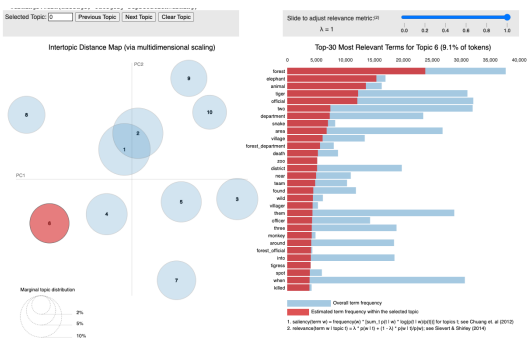 Selected Topic: 0 Previous Topic Next Topic Clear Topic
Slide to adjust relevance metric:(2)
λ = 1
0.0 0.2 0.4 0.6 0.8 1.0
Intertopic Distance Map (via multidimensional scaling)
PC2
PC1
9
8
10
2
1
5
3
4
6
7
Marginal topic distribution
2%
5%
10%
Top-30 Most Relevant Terms for Topic 6 (9.1% of tokens)
0 5,000 10,000 15,000 20,000 25,000 30,000 35,000 40,000
forest
elephant
animal
tiger
official
two
department
snake
area
village
forest_department
death
zoo
district
near
team
found
wild
villager
them
officer
three
monkey
around
forest_official
into
tigress
spot
when
killed
Overall term frequency
Estimated term frequency within the selected topic
1. saliency(term w) = frequency(w) * [sum_t p(t | w) * log(p(t | w)/p(t))] for topics t; see Chuang et. al (2012)
2. relevance(term w | topic t) = λ * p(w | t) + (1 - λ) * p(w | t)/p(w); see Sievert & Shirley (2014)